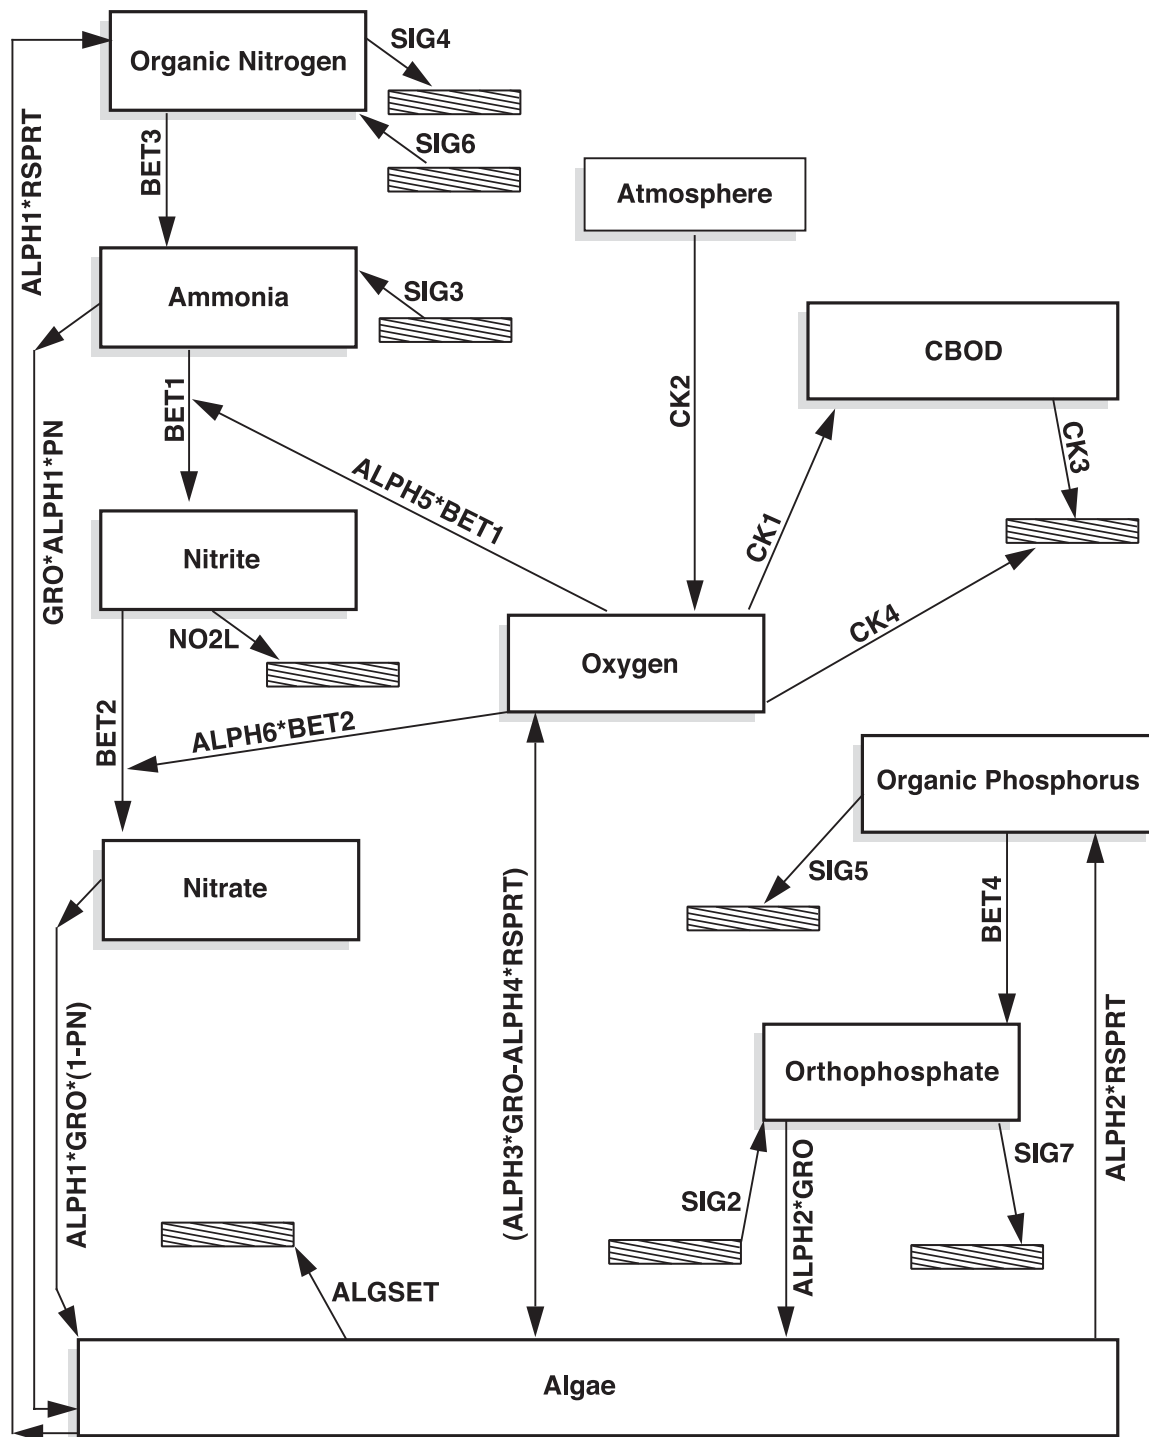 Organic Nitrogen
SIG4
SIG6
ALPH1*RSPRT
BET3
Atmosphere
Ammonia
SIG3
CBOD
BET1
CK2
CK3
GRO*ALPH1*PN
ALPH5*BET1
CK1
Nitrite
NO2L
Oxygen
CK4
BET2
ALPH6*BET2
Organic Phosphorus
Nitrate
SIG5
BET4
(ALPH3*GRO-ALPH4*RSPRT)
ALPH1*GRO*(1-PN)
Orthophosphate
ALPH2*RSPRT
SIG2
ALPH2*GRO
SIG7
ALGSET
Algae